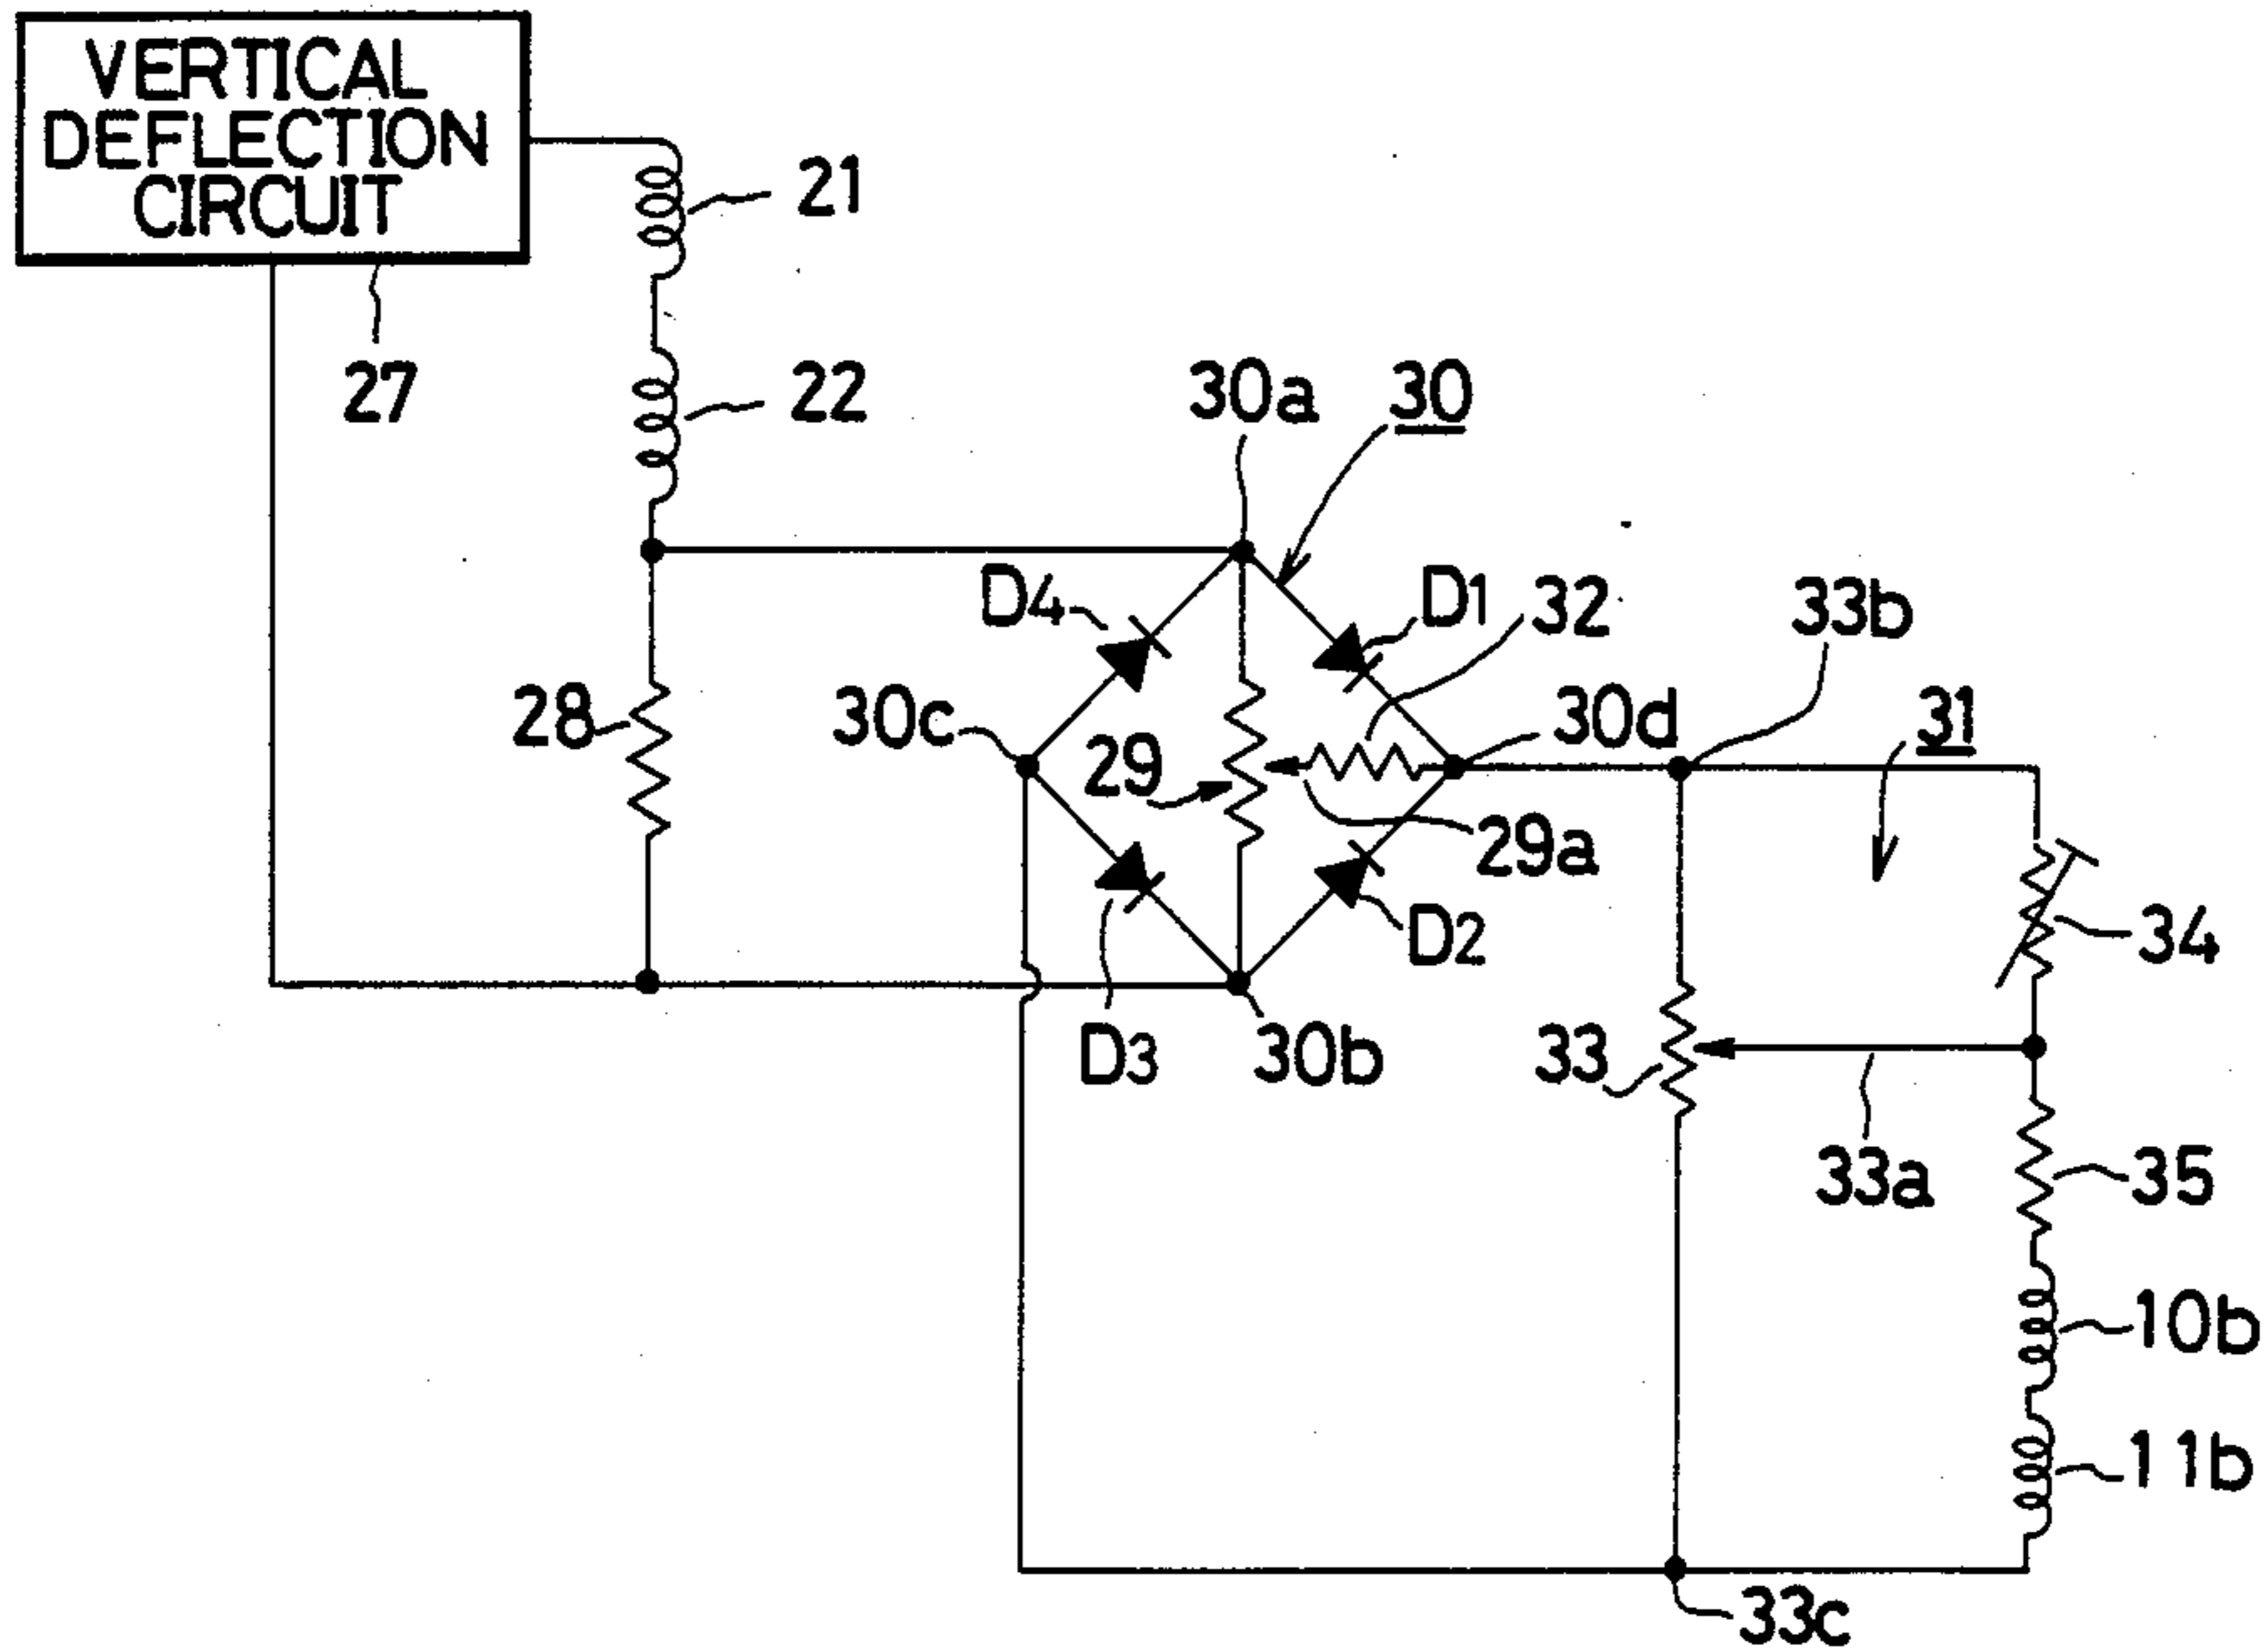 VERTICAL
DEFLECTION
CIRCUIT
21
27
22
30a
30
D4
D1
32
33b
28
30c
29
30d
31
29a
34
D2
D3
30b
33
33a
35
10b
11b
33c